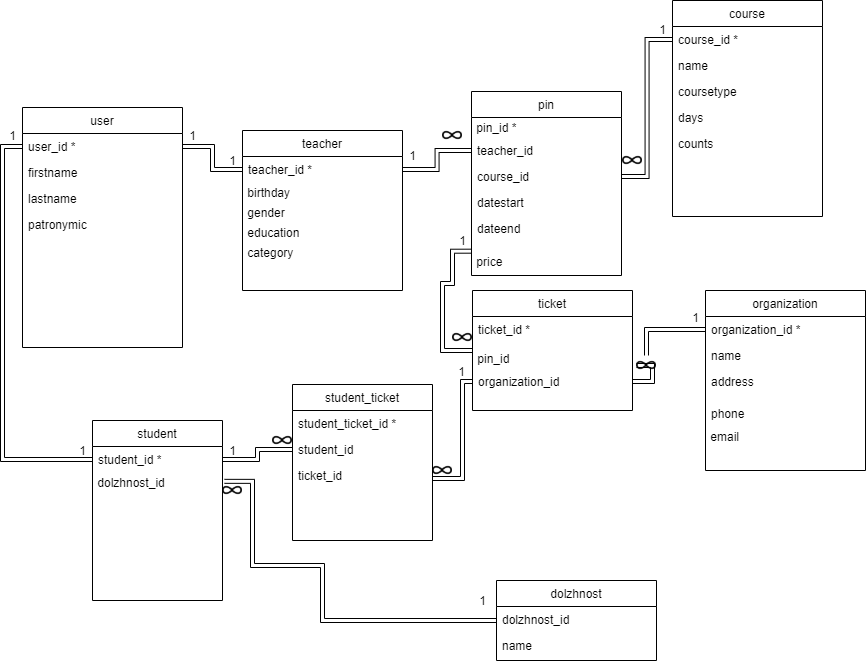 course
course_id *
name
coursetype
days
counts
1
pin
pin_id *
teacher_id
course_id
datestart
dateend
price
∞
∞
1
user
user_id *
firstname
lastname
patronymic
1
1
teacher
teacher_id *
birthday
gender
education
category
1
1
ticket
ticket_id *
pin_id
organization_id
∞
∞
1
organization
organization_id *
name
address
phone
email
1
student_ticket
student_ticket_id *
student_id
ticket_id
∞
∞
student
student_id *
dolzhnost_id
1
1
∞
dolzhnost
dolzhnost_id
name
1